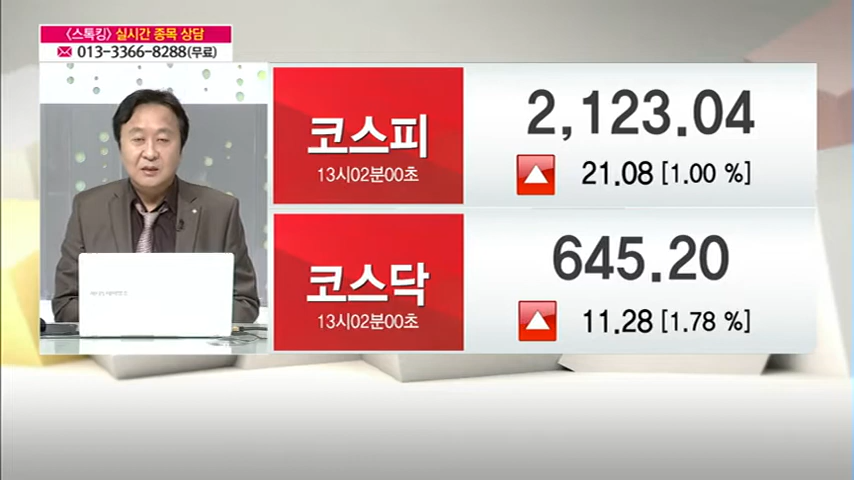 <스톡킹> 실시간 종목 상담
013-3366-8288(무료)
코스피
13시02분00초
2,123.04
21.08 [1.00 %]
코스닥
13시02분00초
645.20
11.28 [1.78 %]